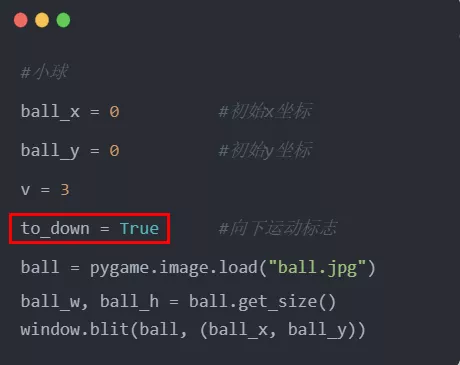 #小球
ball_x = 0 #初始x坐标
ball_y = 0 #初始y坐标
v = 3
to_down = True #向下运动标志
ball = pygame.image.load("ball.jpg")
ball_w, ball_h = ball.get_size()
window.blit(ball, (ball_x, ball_y))